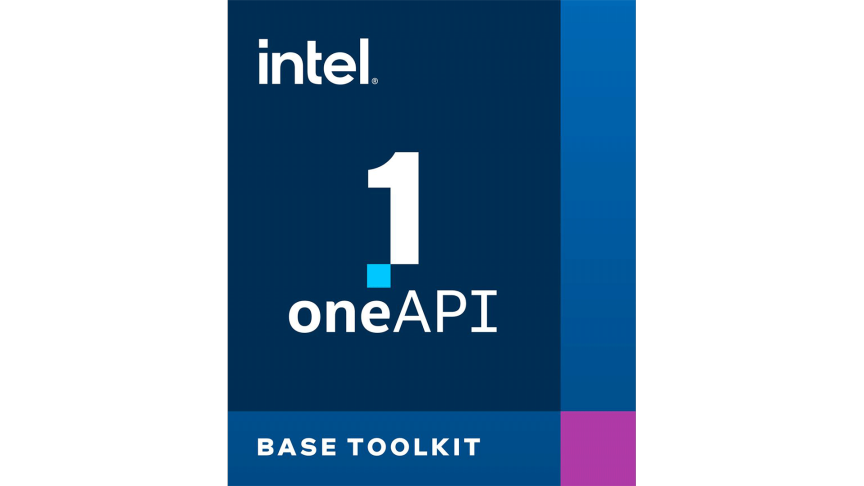 intel®
1
oneAPI
BASE TOOLKIT